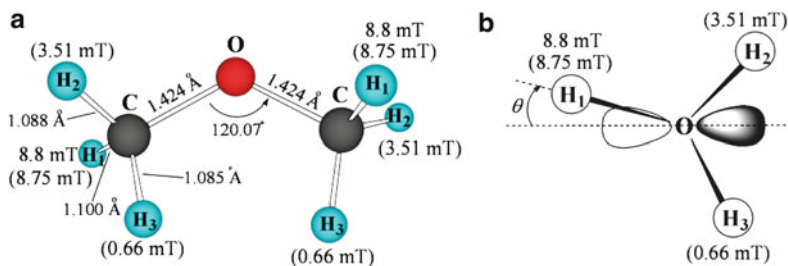 a
O
8.8 mT
(8.75 mT)
(3.51 mT)
H₂
1.424 Å
1.424 Å
H₁
C
C
H₂
1.088 Å
120.07°
(3.51 mT)
8.8 mT
H₁
(8.75 mT)
1.085 Å
1.100 Å
H₃
H₃
(0.66 mT)
(0.66 mT)
b
(3.51 mT)
8.8 mT
(8.75 mT)
H₂
θ
H₁
O
H₃
(0.66 mT)